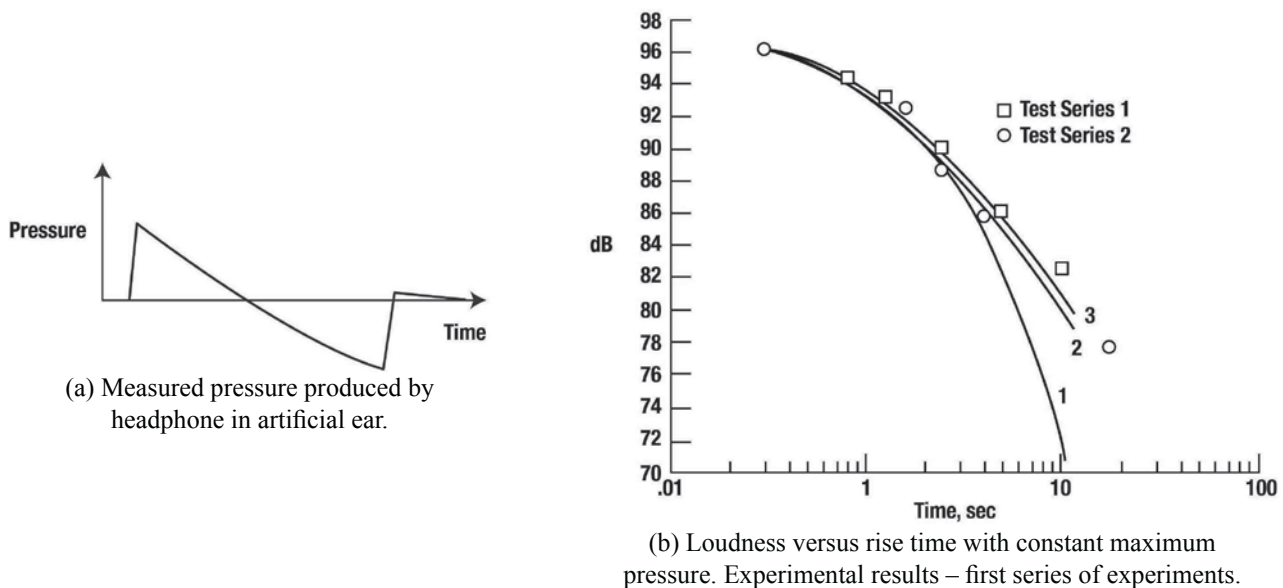 Pressure
Time
(a) Measured pressure produced by
headphone in artificial ear.
98
96
94
92
90
88
86
84
82
80
78
76
74
72
70
dB
□ Test Series 1
○ Test Series 2
3
2
1
.01
1
10
100
Time, sec
(b) Loudness versus rise time with constant maximum
pressure. Experimental results – first series of experiments.